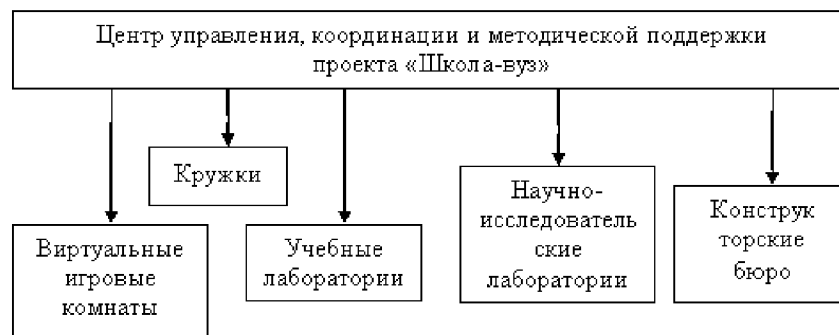 Центр управления, координации и методической поддержки
проекта «Школа-вуз»
Кружки
Виртуальные
игровые
комнаты
Учебные
лаборатории
Научно-
исследователь
ские
лаборатории
Конструк
торские
бюро